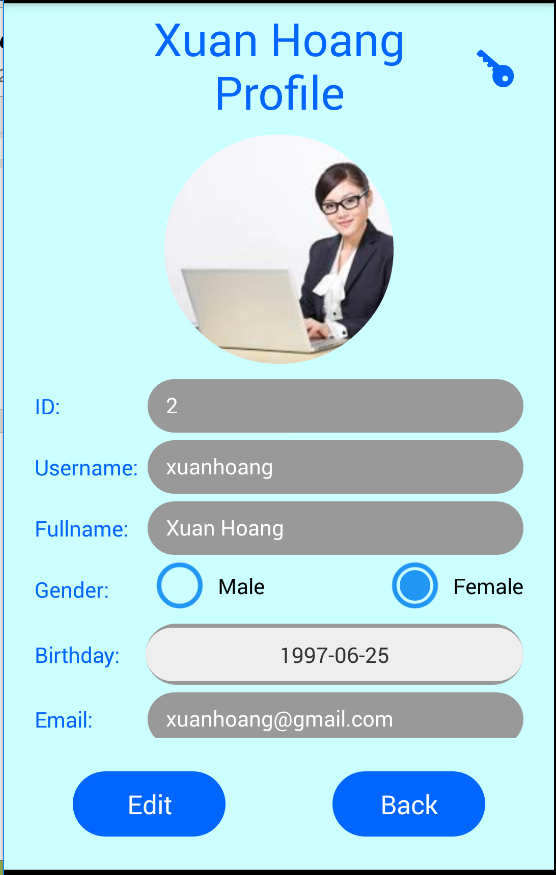 Xuan Hoang
Profile
ID: 2
Username: xuanhoang
Fullname: Xuan Hoang
Gender: Male Female
Birthday: 1997-06-25
Email: xuanhoang@gmail.com
Edit Back